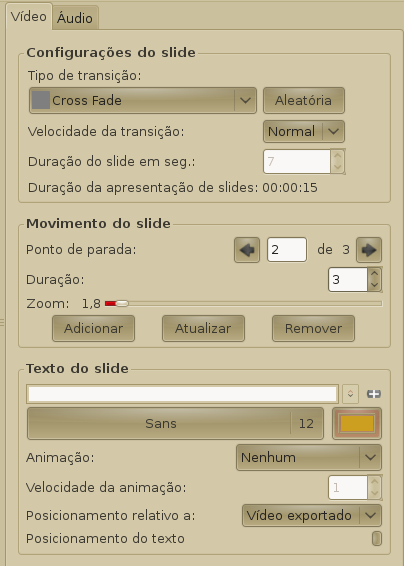 Vídeo Áudio
Configurações do slide
Tipo de transição:
Cross Fade Aleatória
Velocidade da transição: Normal
Duração do slide em seg.: 7
Duração da apresentação de slides: 00:00:15
Movimento do slide
Ponto de parada: 2 de 3
Duração: 3
Zoom: 1,8
Adicionar Atualizar Remover
Texto do slide
Sans 12
Animação: Nenhum
Velocidade da animação: 1
Posicionamento relativo a: Vídeo exportado
Posicionamento do texto